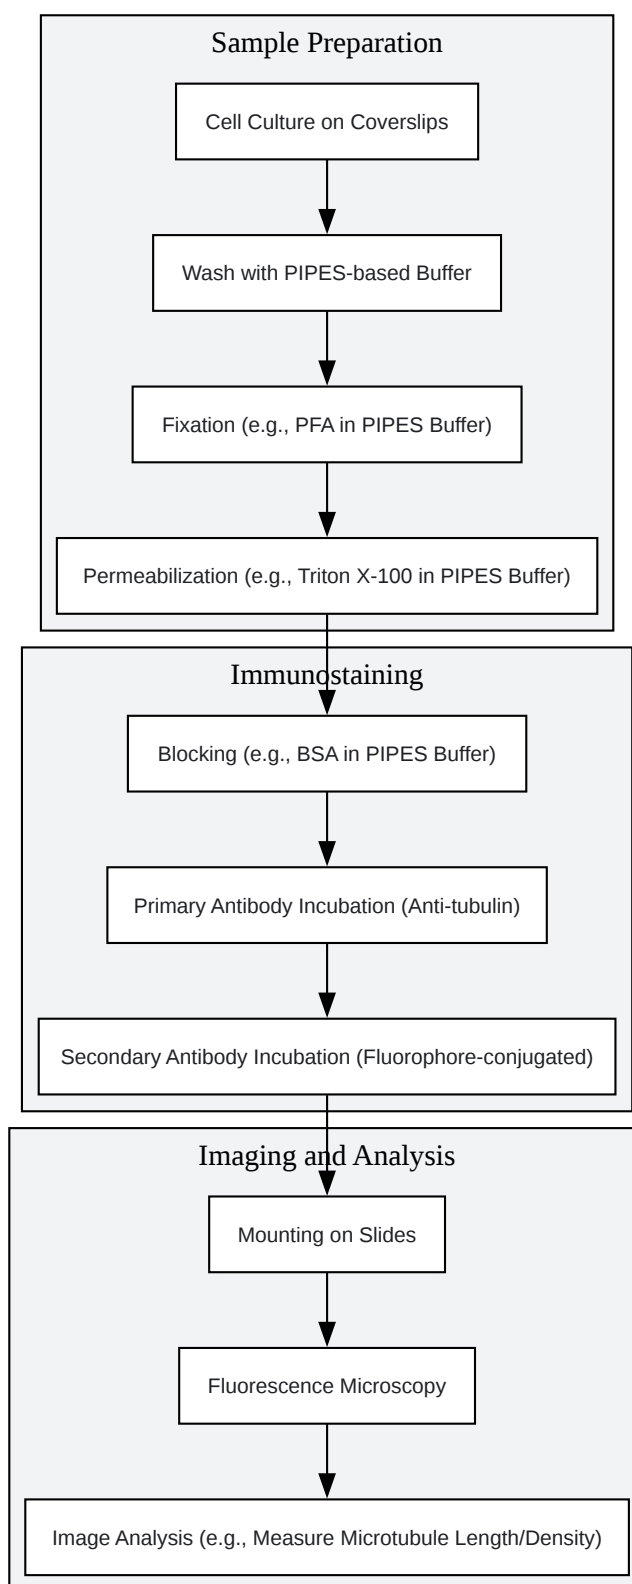 Sample Preparation
Cell Culture on Coverslips
Wash with PIPES-based Buffer
Fixation (e.g., PFA in PIPES Buffer)
Permeabilization (e.g., Triton X-100 in PIPES Buffer)
Immunostaining
Blocking (e.g., BSA in PIPES Buffer)
Primary Antibody Incubation (Anti-tubulin)
Secondary Antibody Incubation (Fluorophore-conjugated)
Imaging and Analysis
Mounting on Slides
Fluorescence Microscopy
Image Analysis (e.g., Measure Microtubule Length/Density)